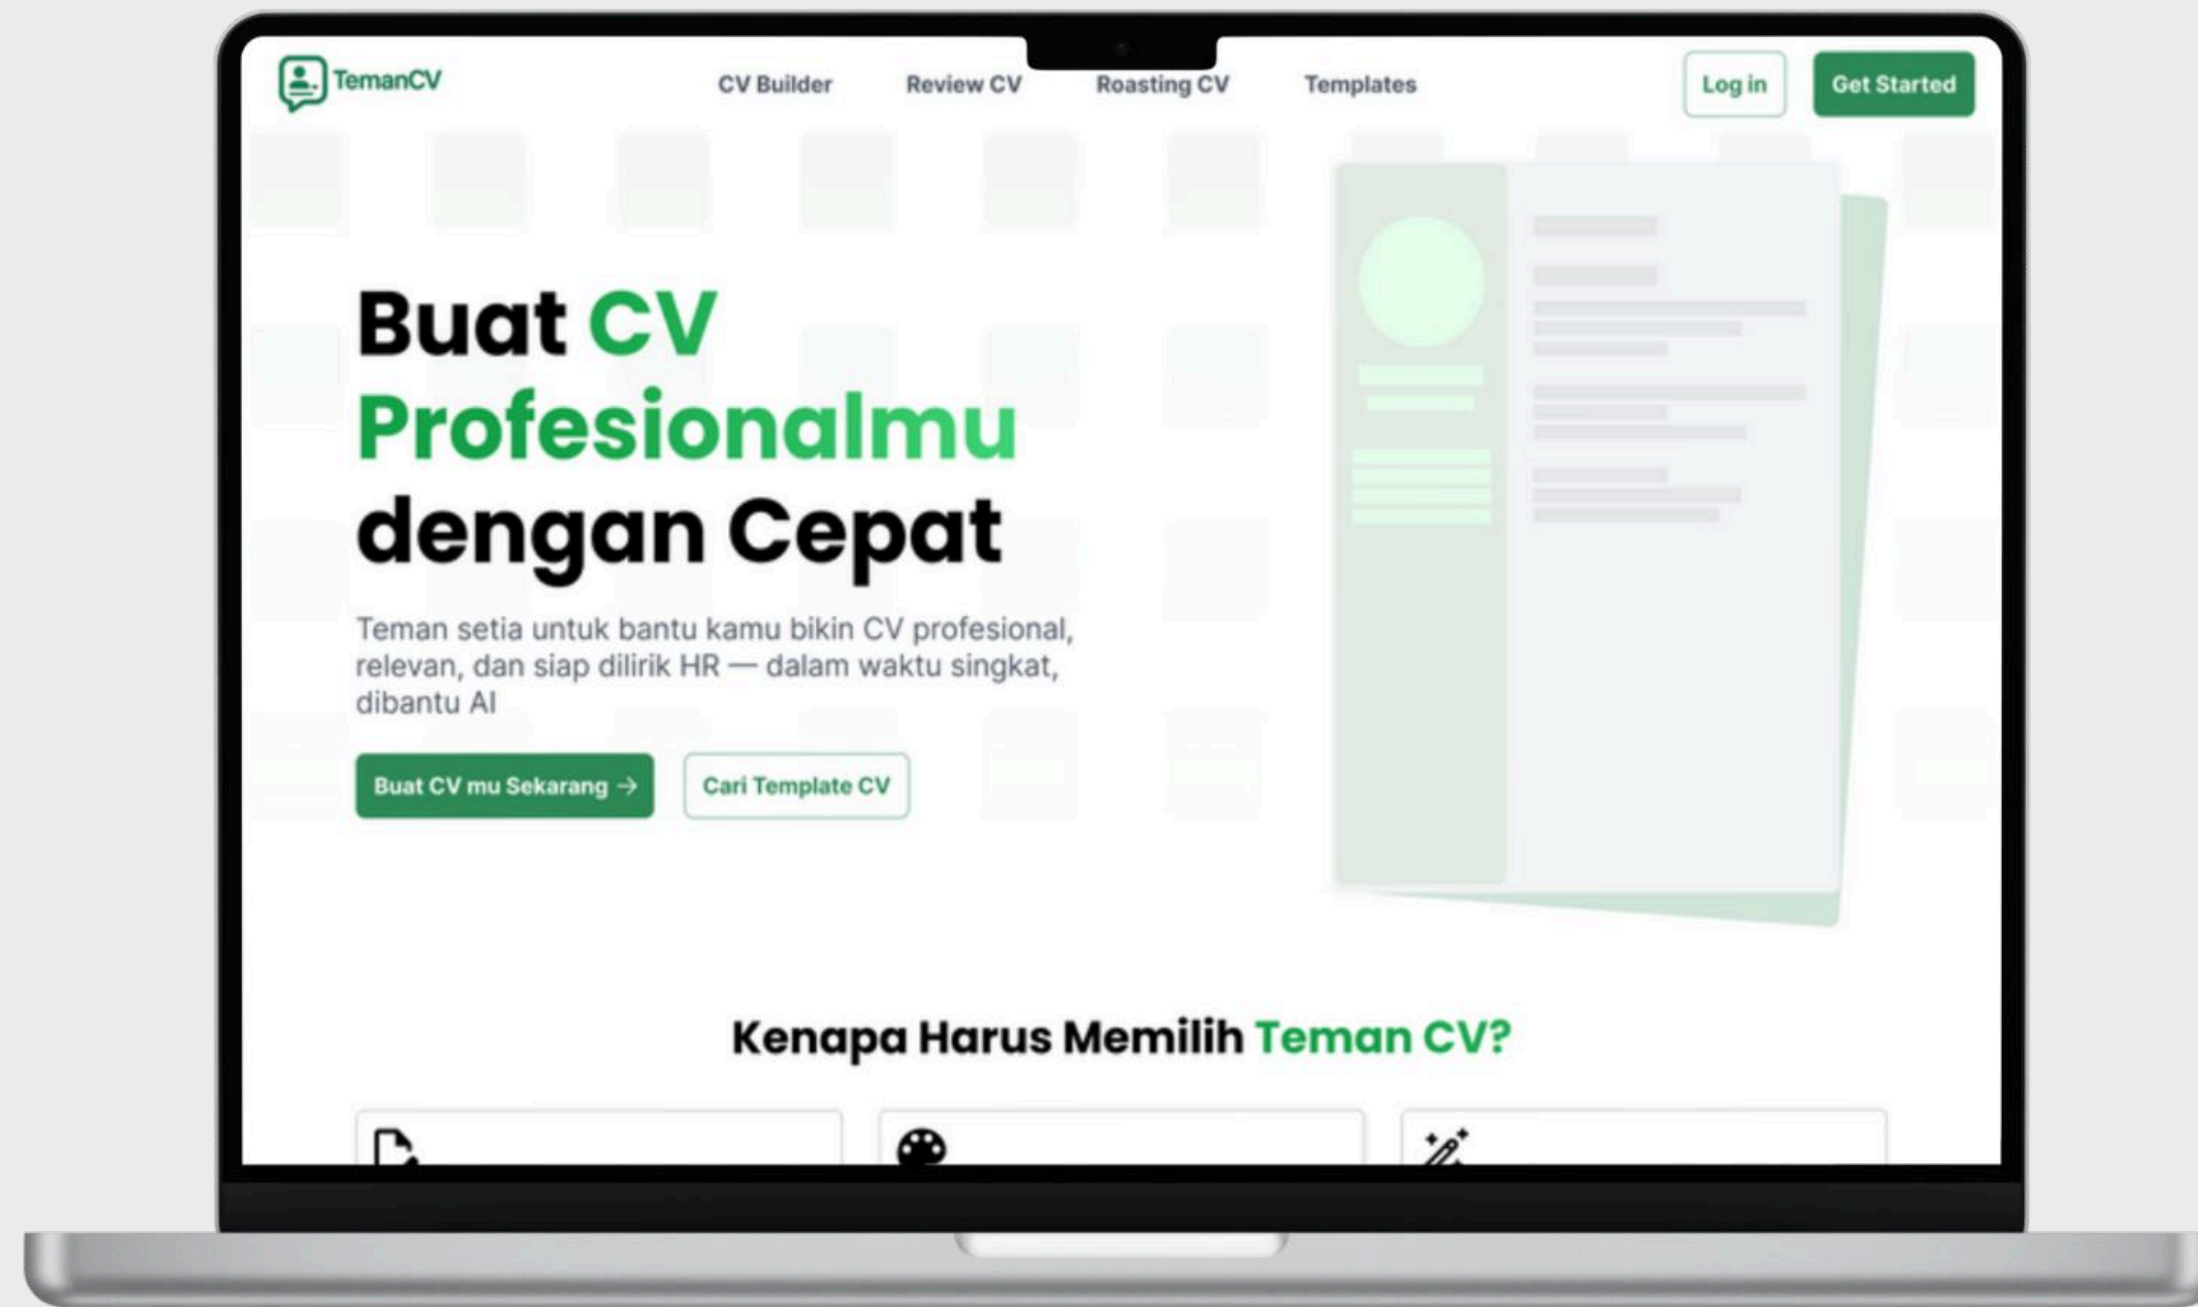 TemanCV
CV Builder
Review CV
Roasting CV
Templates
Log in
Get Started
Buat CV
Profesionalmu
dengan Cepat
Teman setia untuk bantu kamu bikin CV profesional,
relevan, dan siap dilirik HR — dalam waktu singkat,
dibantu AI
Buat CV mu Sekarang →
Cari Template CV
Kenapa Harus Memilih Teman CV?